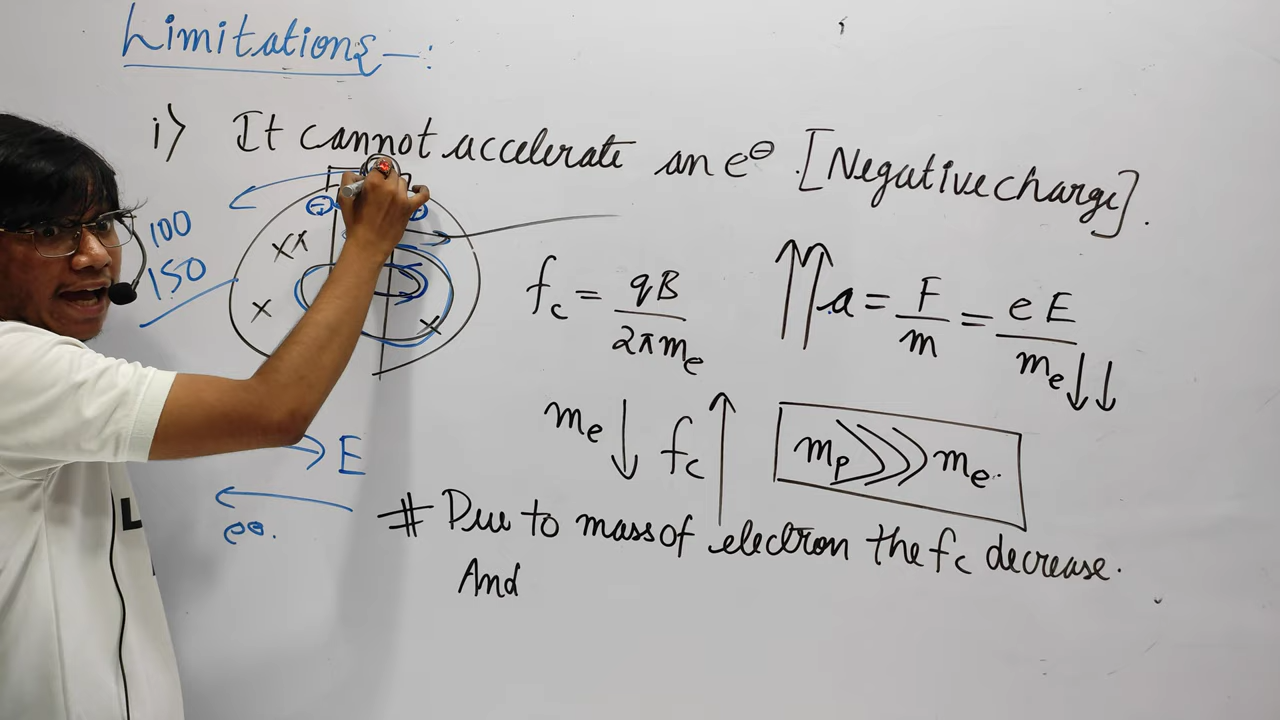 Limitations –:
i) It cannot accelerate an e⊖ [Negative charge].
100
150
x x
x
x
f_c = qB / 2πm_e
a = F / m = eE / m_e
m_e ↓ f_c ↑
m_p >>> m_e
→ E
←
e⊖.
# Due to mass of electron the f_c decrease.
And
L